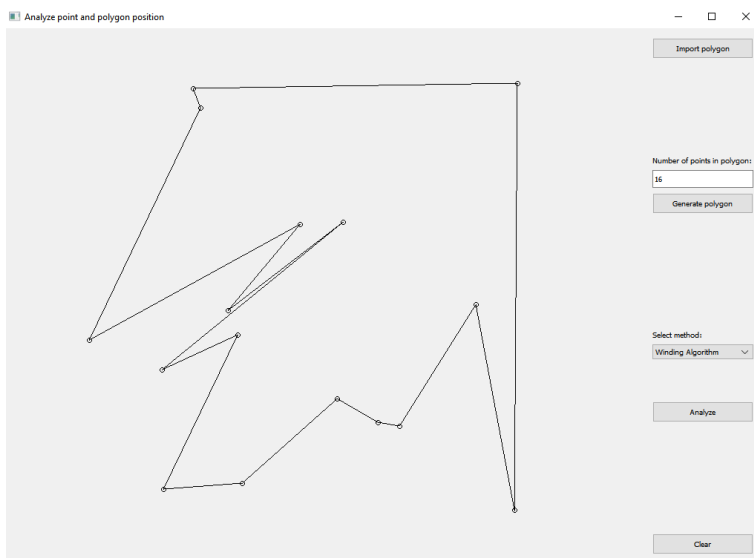 Analyze point and polygon position
Import polygon
Number of points in polygon:
16
Generate polygon
Select method:
Winding Algorithm
Analyze
Clear